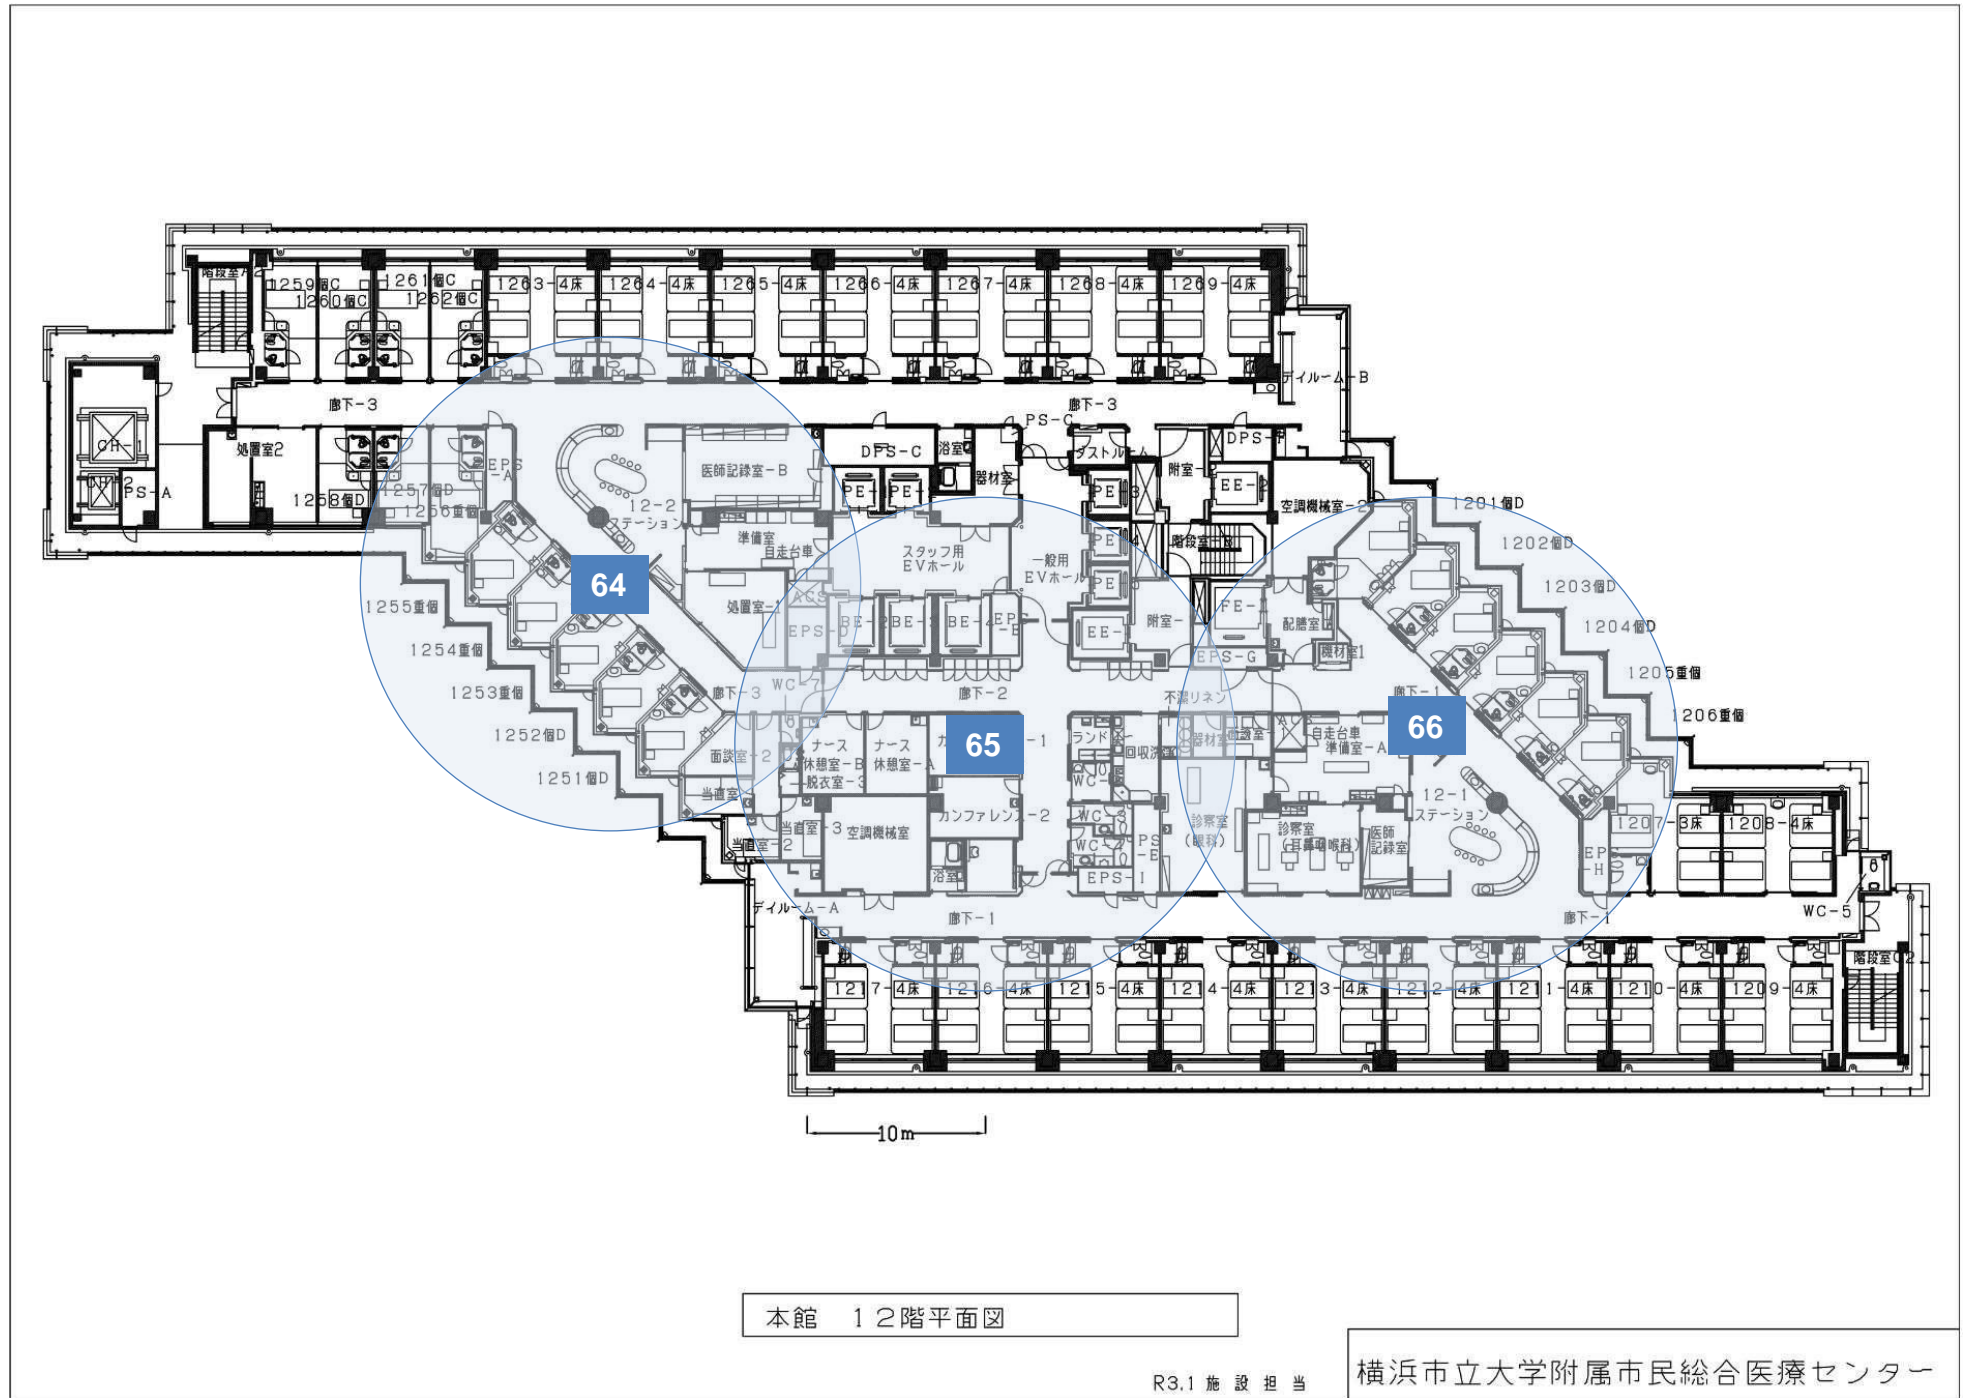 階段室A2
1259個C
1260個C
1261個C
1262個C
1263-4床
1264-4床
1265-4床
1266-4床
1267-4床
1268-4床
1269-4床
デイルーム-B
廊下-3
廊下-3
PS-C
CH-1
PS-A
処置室2
1258個D
1257個D
1256重個
EPS-A
12-2
ステーション
医師記録室-B
DPS-C
浴室
器材室
ダストルーム
附室-
DPS-F
PE-
PE-
PE-3
EE-2
空調機械室-2
1201個D
1202個D
1203個D
1204個D
1205重個
1206重個
準備室
自走台車
スタッフ用
EVホール
一般用
EVホール
PE-4
階段室-B
PE-
64
処置室-1
ACS
EPS-D
BE-
BE-3
BE-4
EPS-E
EE-
附室-
FE-
配膳室
機材室1
EPS-G
1255重個
1254重個
1253重個
1252個D
1251個D
廊下-3
WC-7
廊下-2
不潔リネン
廊下-1
面談室-2
ナース
休憩室-B
脱衣室-3
ナース
休憩室-A
65
66
ランドリー
回収洗浄室
器材室
面談室-1
自走台車
準備室-A
当直室-
当直室-3
当直室-2
空調機械室
カンファレンス-2
WC-
WC-3
WC-4
PS-E
EPS-1
診察室
(眼科)
診察室
(耳鼻咽喉科)
医師
記録室
12-1
ステーション
1207-3床
1208-4床
EPS-H
浴室
デイルーム-A
廊下-1
廊下-1
WC-5
階段室C2
1217-4床
1216-4床
1215-4床
1214-4床
1213-4床
1212-4床
1211-4床
1210-4床
1209-4床
10m
本館 12階平面図
R3.1 施設担当
横浜市立大学附属市民総合医療センター